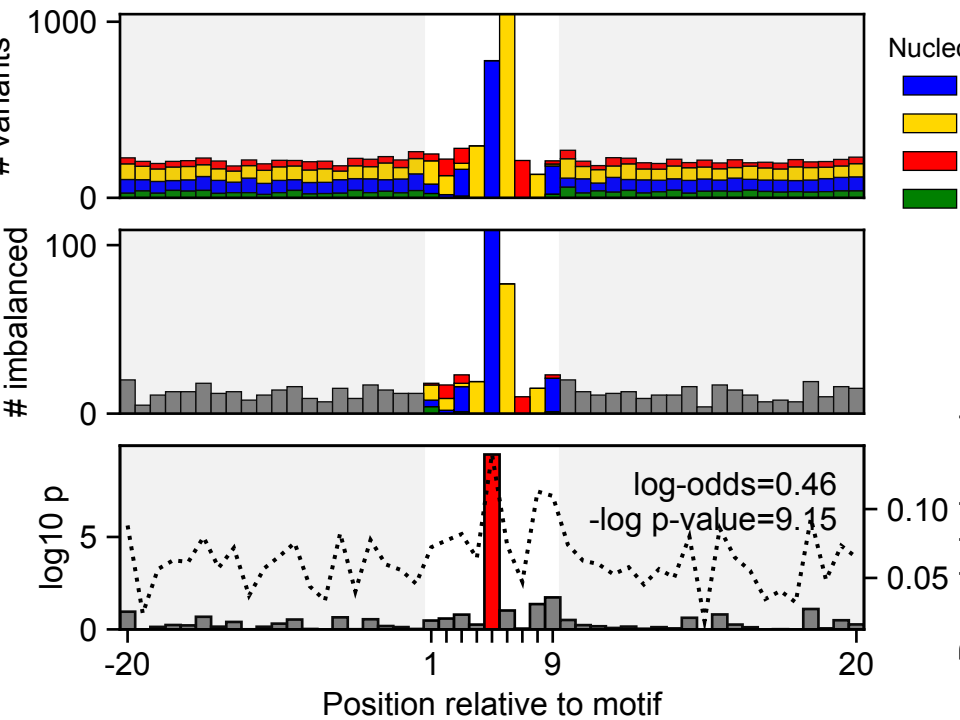 1000
0
# variants
100
50
0
# imbalanced
log-odds=0.46
-log p-value=9.15
5
0
log10 p
0.10
0.05
-20
1
9
20
Position relative to motif